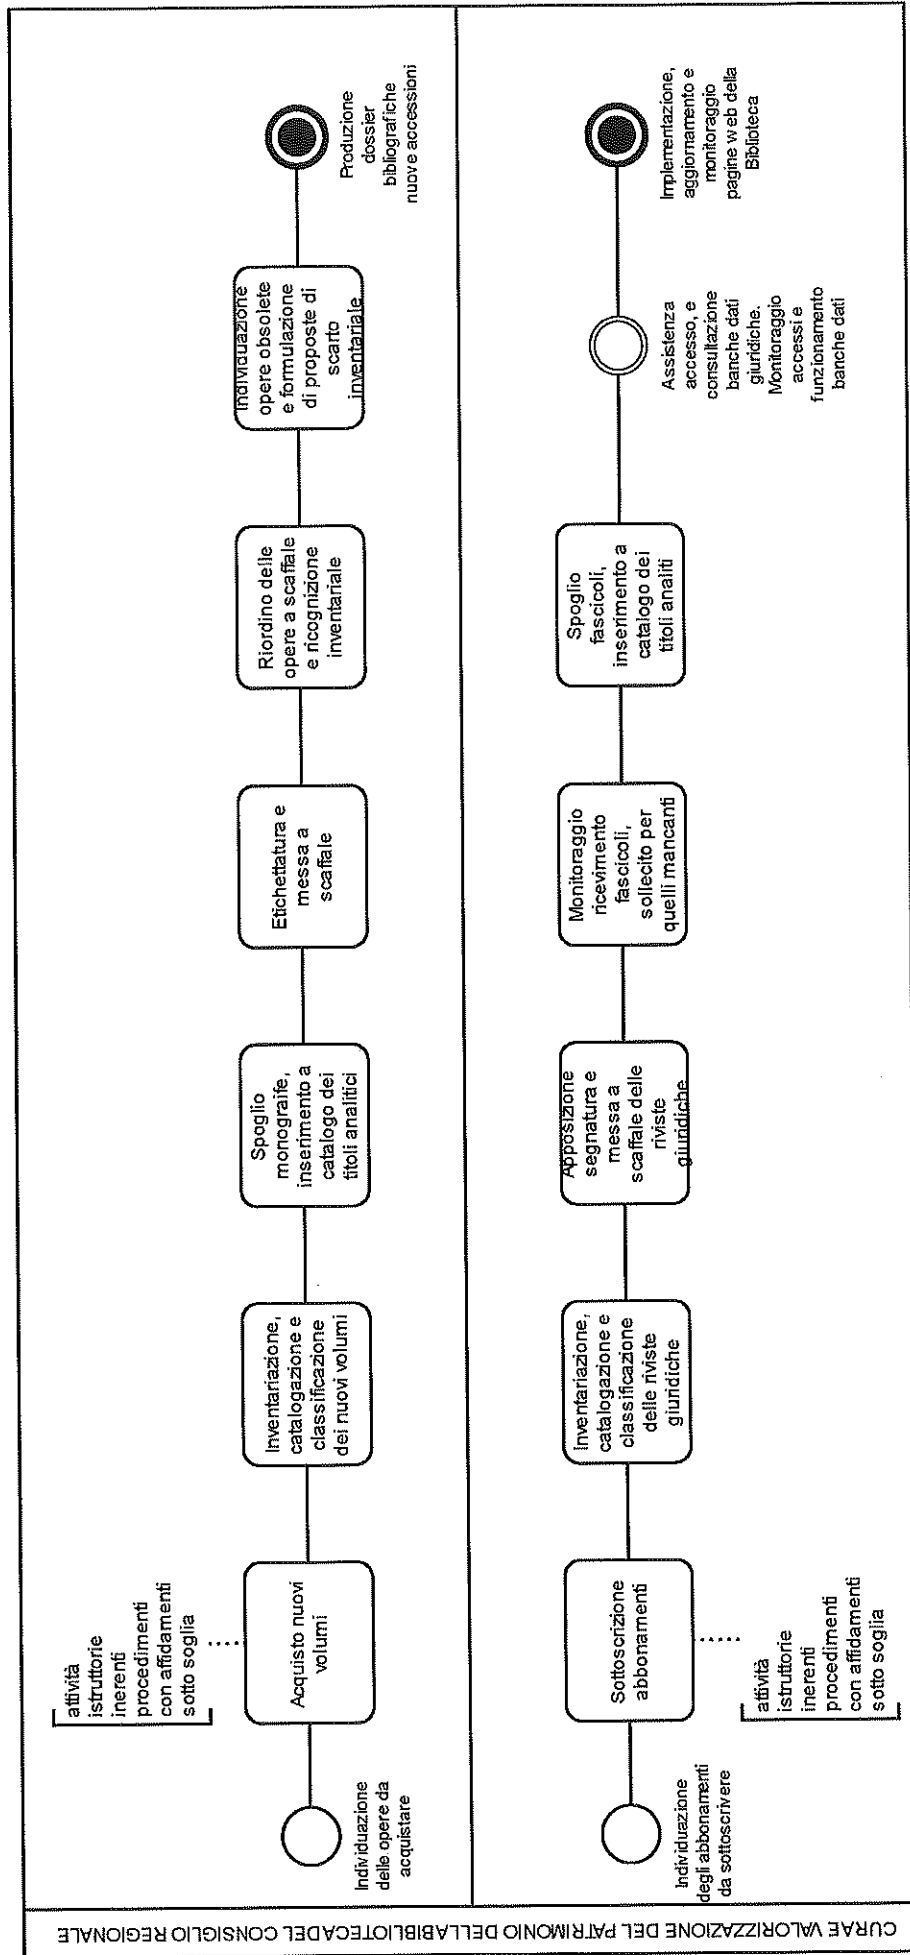 CURAE VALORIZZAZIONE DEL PATRIMONIO DELLABIBLIOTECADEL CONSIGLIO REGIONALE
Individuazione
delle opere da
acquistare
attività
istruttorie
inerenti
procedimenti
con affidamenti
sotto soglia
Acquisto nuovi
volumi
Inventariazione,
catalogazione e
classificazione
dei nuovi volumi
Spoglio
monograife,
inserimento a
catalogo dei
titoli analitici
Etichettatura e
messa a
scaffale
Riordino delle
opere a scaffale
e ricognizione
inventariale
Individuazione
opere obsolete
e formulazione
di proposte di
scarto
inventariale
Produzione
dossier
bibliografiche
nuove accessioni
Individuazione
degli abbonamenti
da sottoscrivere
Sottoscrizione
abbonamenti
attività
istruttorie
inerenti
procedimenti
con affidamenti
sotto soglia
Inventariazione,
catalogazione e
classificazione
delle riviste
giuridiche
Apposizione
segnatura e
messa a
scaffale delle
riviste
giuridiche
Monitoraggio
ricevimento
fascicoli,
sollecito per
quelli mancanti
Spoglio
fascicoli,
inserimento a
catalogo dei
titoli analiti
Assistenza
accesso, e
consultazione
banche dati
giuridiche.
Monitoraggio
accessi e
funzionamento
banche dati
Implementazione,
aggiornamento e
monitoraggio
pagine web della
Biblioteca